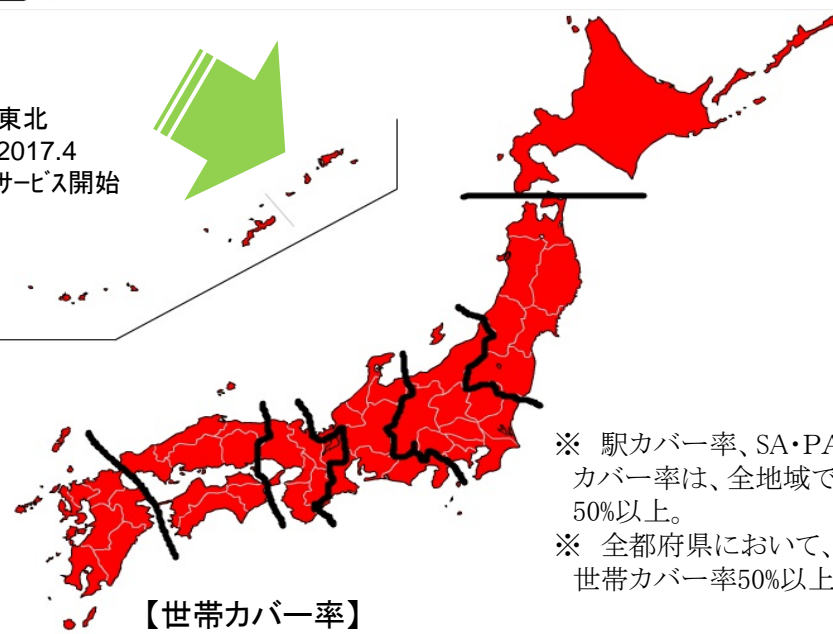 東北
2017.4
サービス開始
※ 駅カバー率、SA・PA
カバー率は、全地域で
50%以上。
※ 全都府県において、
世帯カバー率50%以上
【世帯カバー率】